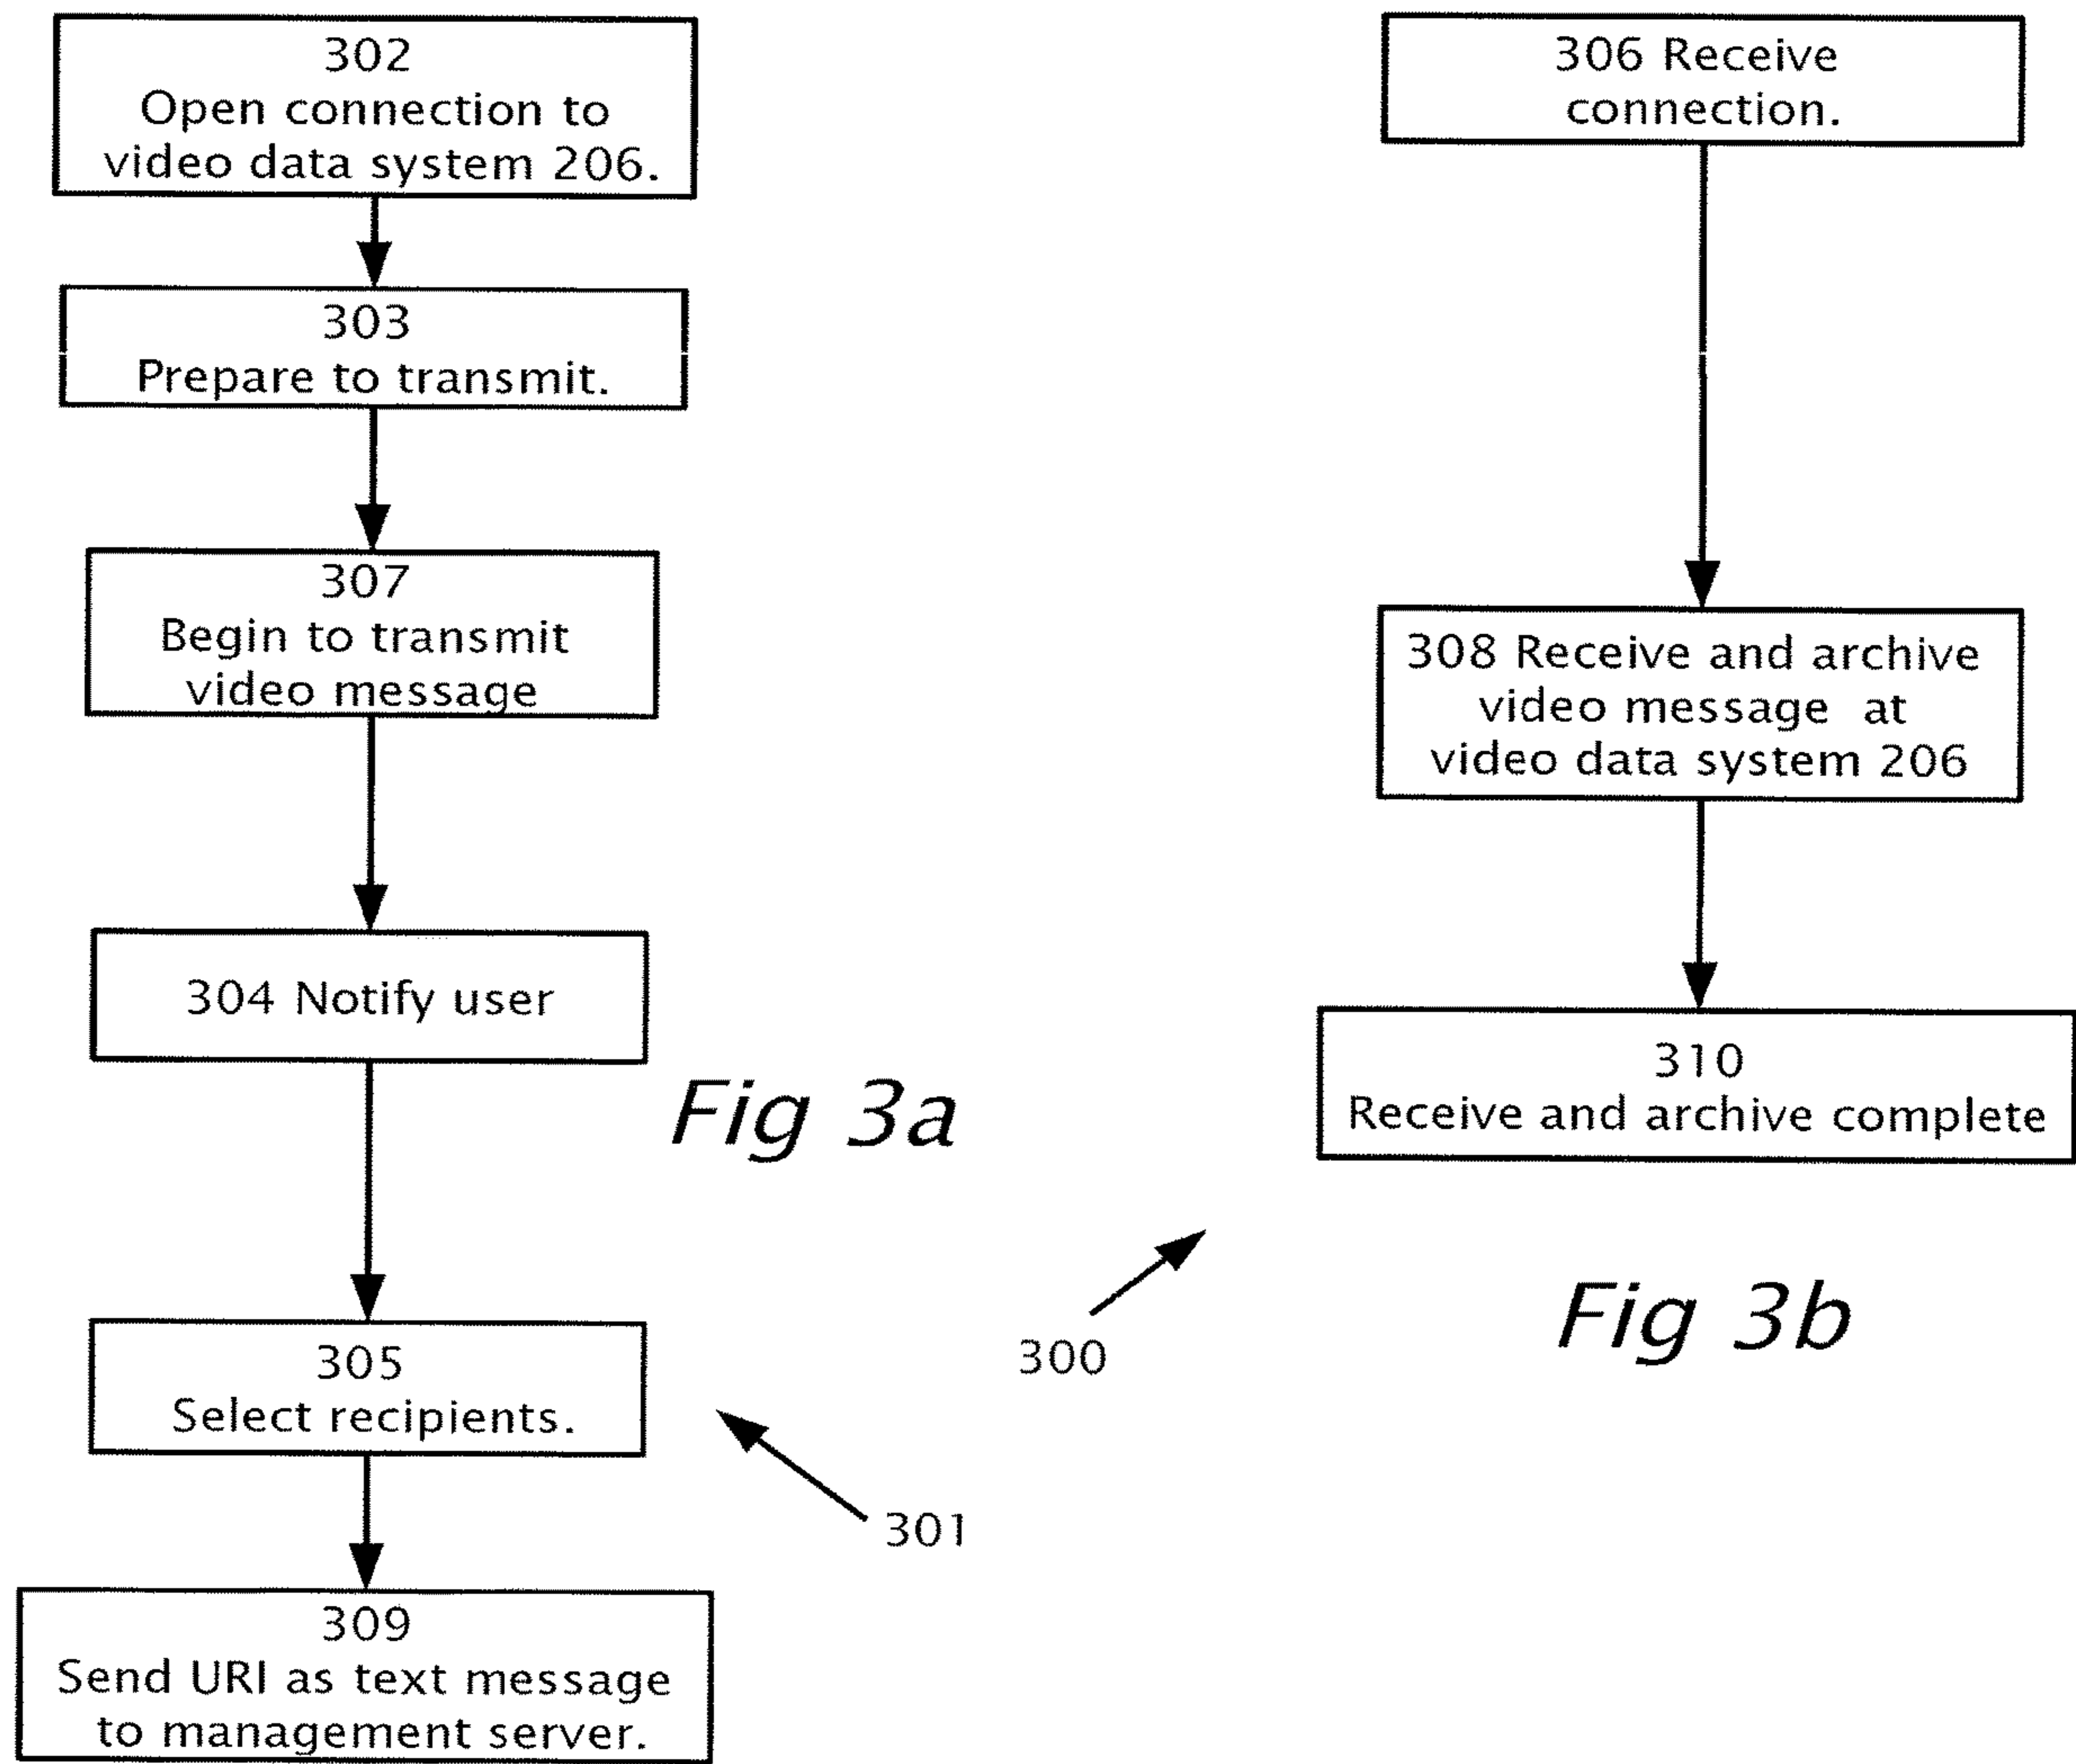 302
Open connection to
video data system 206.
303
Prepare to transmit.
307
Begin to transmit
video message
304 Notify user
305
Select recipients.
309
Send URI as text message
to management server.
301
Fig 3a
306 Receive
connection.
308 Receive and archive
video message at
video data system 206
310
Receive and archive complete
300
Fig 3b